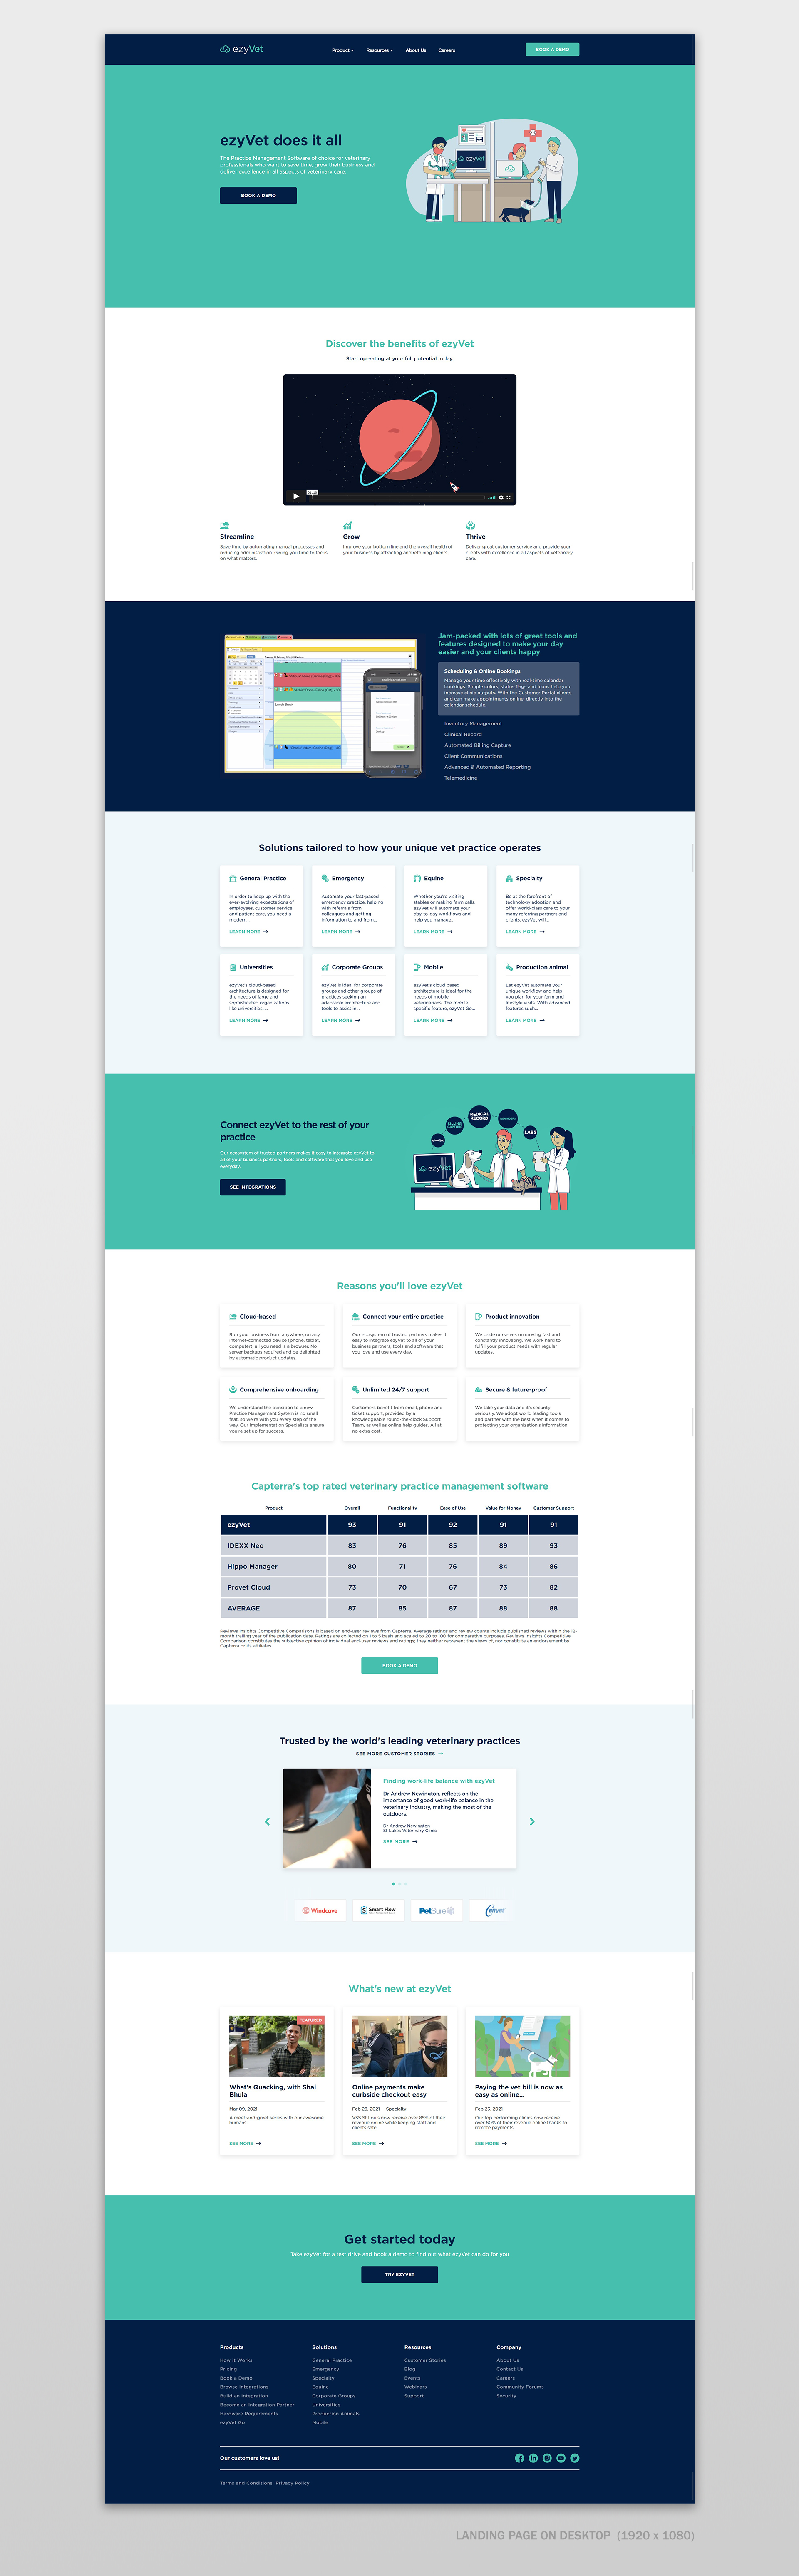 ezyVet
Product
Resources
About Us
Careers
BOOK A DEMO
ezyVet does it all
The Practice Management Software of choice for veterinary
professionals who want to save time, grow their business and
deliver excellence in all aspects of veterinary care.
BOOK A DEMO
ezyVet
Discover the benefits of ezyVet
Start operating at your full potential today.
Streamline
Save time by automating manual processes and
reducing administration. Giving you time to focus
on what matters.
Grow
Improve your bottom line and the overall health of
your business by attracting and retaining clients.
Thrive
Deliver great customer service and provide your
clients with excellence in all aspects of veterinary
care.
Lunch Break
Jam-packed with lots of great tools and
features designed to make your day
easier and your clients happy
Scheduling & Online Bookings
Manage your time effectively with real-time calendar
bookings. Simple colors, status flags and icons help you
increase clinic outputs. With the Customer Portal clients
can make appointments online, directly into the
calendar schedule.
Inventory Management
Clinical Record
Automated Billing Capture
Client Communications
Advanced & Automated Reporting
Telemedicine
Solutions tailored to how your unique vet practice operates
General Practice
In order to keep up with the
ever-evolving expectations of
employees, customer service
and patient care, you need a
modern...
LEARN MORE
Emergency
Automate your fast-paced
emergency practice, helping
with referrals from
colleagues and getting
information to and from...
LEARN MORE
Equine
Whether you're visiting
stables or making farm calls,
ezyVet will automate your
day-to-day workflows and
help you manage...
LEARN MORE
Specialty
Be at the forefront of
technology adoption and
offer world-class care to your
many referring partners and
clients. ezyVet will...
LEARN MORE
Universities
ezyVet's cloud-based
architecture is designed for
the needs of large and
sophisticated organizations
like universities....
LEARN MORE
Corporate Groups
ezyVet is ideal for corporate
groups and other groups of
practices seeking an
adaptable architecture and
tools to assist in...
LEARN MORE
Mobile
ezyVet's cloud based
architecture is ideal for the
needs of mobile
veterinarians. The mobile
specific feature, ezyVet Go...
LEARN MORE
Production animal
Let ezyVet automate your
unique workflow and help
you plan for your farm and
lifestyle visits. With advanced
features such...
LEARN MORE
Connect ezyVet to the rest of your
practice
Our ecosystem of trusted partners makes it easy to integrate ezyVet to
all of your business partners, tools and software that you love and use
everyday.
SEE INTEGRATIONS
BILLING
CAPTURE
MEDICAL
RECORD
LABS
ezyVet
Reasons you'll love ezyVet
Cloud-based
Run your business from anywhere, on any
internet-connected device (phone, tablet,
computer), all you need is a browser. No
server backups required and be delighted
by automatic product updates.
Connect your entire practice
Our ecosystem of trusted partners makes it
easy to integrate ezyVet to all of your
business partners, tools and software that
you love and use every day.
Product innovation
We pride ourselves on moving fast and
constantly innovating. We work hard to
fulfill your product needs with regular
updates.
Comprehensive onboarding
We understand the transition to a new
Practice Management System is no small
feat, so we're with you every step of the
way. Our Implementation Specialists ensure
you're set up for success.
Unlimited 24/7 support
Customers benefit from email, phone and
ticket support, provided by a
knowledgeable round-the-clock Support
Team, as well as online help guides. All at
no extra cost.
Secure & future-proof
We take your data and it's security
seriously. We adopt world leading tools
and partner with the best when it comes to
protecting your organization's information.
Capterra's top rated veterinary practice management software
Product Overall Functionality Ease of Use Value for Money Customer Support
ezyVet 93 91 92 91 91
IDEXX Neo 83 76 85 89 93
Hippo Manager 80 71 76 84 86
Provet Cloud 73 70 67 73 82
AVERAGE 87 85 87 88 88
Reviews Insights Competitive Comparisons is based on end-user reviews from Capterra. Average ratings and review counts include published reviews within the 12-
month trailing year of the publication date. Ratings are collected on 1 to 5 basis and scaled to 20 to 100 for comparative purposes. Reviews Insights Competitive
Comparison constitutes the subjective opinion of individual end-user reviews and ratings; they neither represent the views of, nor constitute an endorsement by
Capterra or its affiliates.
BOOK A DEMO
Trusted by the world's leading veterinary practices
SEE MORE CUSTOMER STORIES
Finding work-life balance with ezyVet
Dr Andrew Newington, reflects on the
importance of good work-life balance in the
veterinary industry, making the most of the
outdoors.
Dr Andrew Newington
St Lukes Veterinary Clinic
SEE MORE
Windcave
Smart Flow
PetSure
Cenvet
What's new at ezyVet
FEATURED
What's Quacking, with Shai
Bhula
Mar 09, 2021
A meet-and-greet series with our awesome
humans.
SEE MORE
Online payments make
curbside checkout easy
Feb 23, 2021 Specialty
VSS St Louis now receive over 85% of their
revenue online while keeping staff and
clients safe
SEE MORE
Paying the vet bill is now as
easy as online...
Feb 23, 2021
Our top performing clinics now receive
over 60% of their revenue online thanks to
remote payments
SEE MORE
Get started today
Take ezyVet for a test drive and book a demo to find out what ezyVet can do for you
TRY EZYVET
Products
How it Works
Pricing
Book a Demo
Browse Integrations
Build an Integration
Become an Integration Partner
Hardware Requirements
ezyVet Go
Solutions
General Practice
Emergency
Specialty
Equine
Corporate Groups
Universities
Production Animals
Mobile
Resources
Customer Stories
Blog
Events
Webinars
Support
Company
About Us
Contact Us
Careers
Community Forums
Security
Our customers love us!
Terms and Conditions Privacy Policy
LANDING PAGE ON DESKTOP (1920 x 1080)